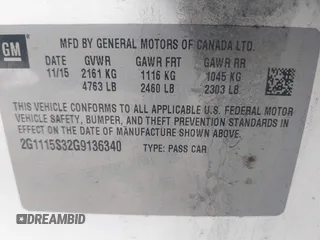 GM
MFD BY GENERAL MOTORS OF CANADA LTD.
DATE GVWR GAWR FRT GAWR RR
11/15 2161 KG 1116 KG 1045 KG
4763 LB 2460 LB 2303 LB
THIS VEHICLE CONFORMS TO ALL APPLICABLE U.S. FEDERAL MOTOR
VEHICLE SAFETY, BUMPER, AND THEFT PREVENTION STANDARDS IN
EFFECT ON THE DATE OF MANUFACTURE SHOWN ABOVE.
2G1115S32G9136340 TYPE: PASS CAR